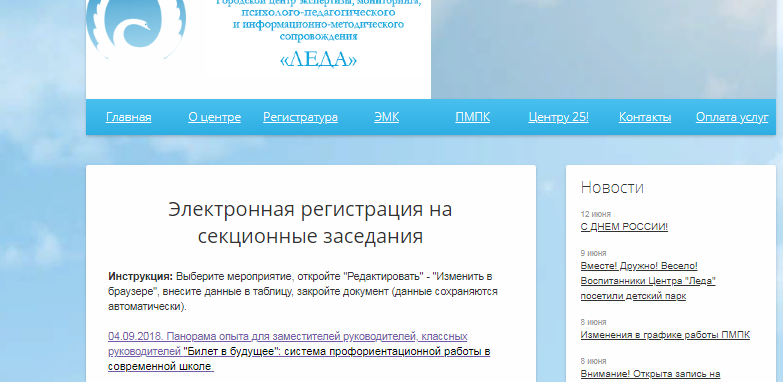 Городской центр экспертизы, мониторинга,
психолого-педагогического
и информационно-методического
сопровождения
«ЛЕДА»
Главная О центре Регистратура ЭМК ПМПК Центру 25! Контакты Оплата услуг
Электронная регистрация на
секционные заседания
Инструкция: Выберите мероприятие, откройте "Редактировать" - "Изменить в
браузере", внесите данные в таблицу, закройте документ (данные сохраняются
автоматически).
04.09.2018. Панорама опыта для заместителей руководителей, классных
руководителей "Билет в будущее": система профориентационной работы в
современной школе
Новости
12 июня
С ДНЕМ РОССИИ!
9 июня
Вместе! Дружно! Весело!
Воспитанники Центра "Леда"
посетили детский парк
8 июня
Изменения в графике работы ПМПК
8 июня
Внимание! Открыта запись на